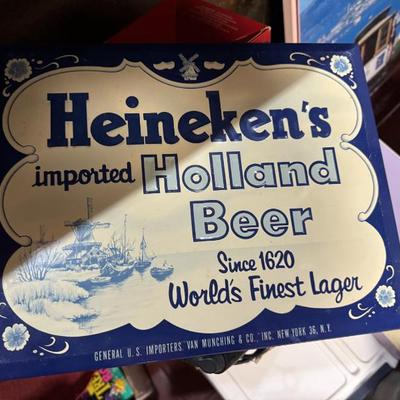 Heineken's
imported Holland
Beer
Since 1620
World's Finest Lager
GENERAL U.S. IMPORTERS, VAN MUNCHING & CO., INC. NEW YORK 36, N.Y.